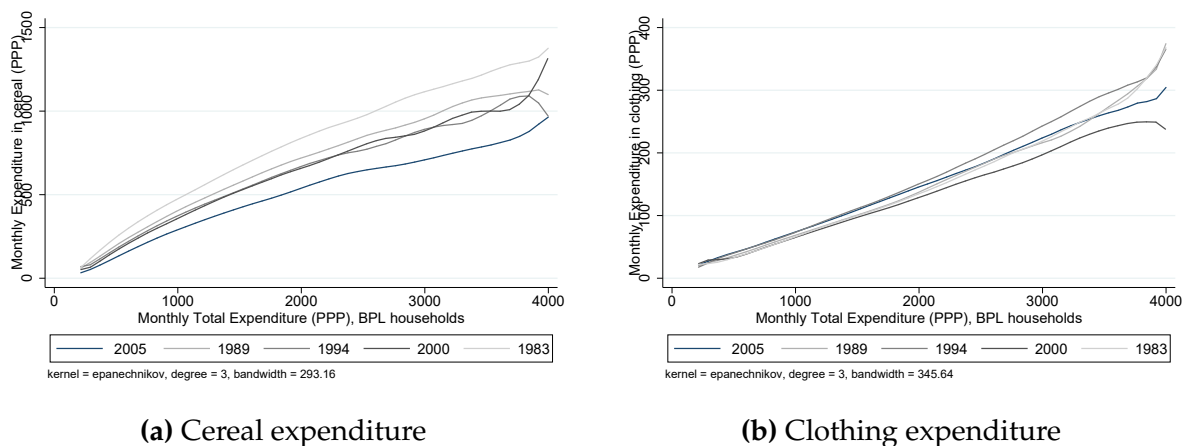 Monthly Expenditure in cereal (PPP)
1500
1000
500
0
0 1000 2000 3000 4000
Monthly Total Expenditure (PPP), BPL households
2005 1989 1994 2000 1983
kernel = epanechnikov, degree = 3, bandwidth = 293.16
(a) Cereal expenditure
Monthly Expenditure in clothing (PPP)
400
300
200
100
0
0 1000 2000 3000 4000
Monthly Total Expenditure (PPP), BPL households
2005 1989 1994 2000 1983
kernel = epanechnikov, degree = 3, bandwidth = 345.64
(b) Clothing expenditure